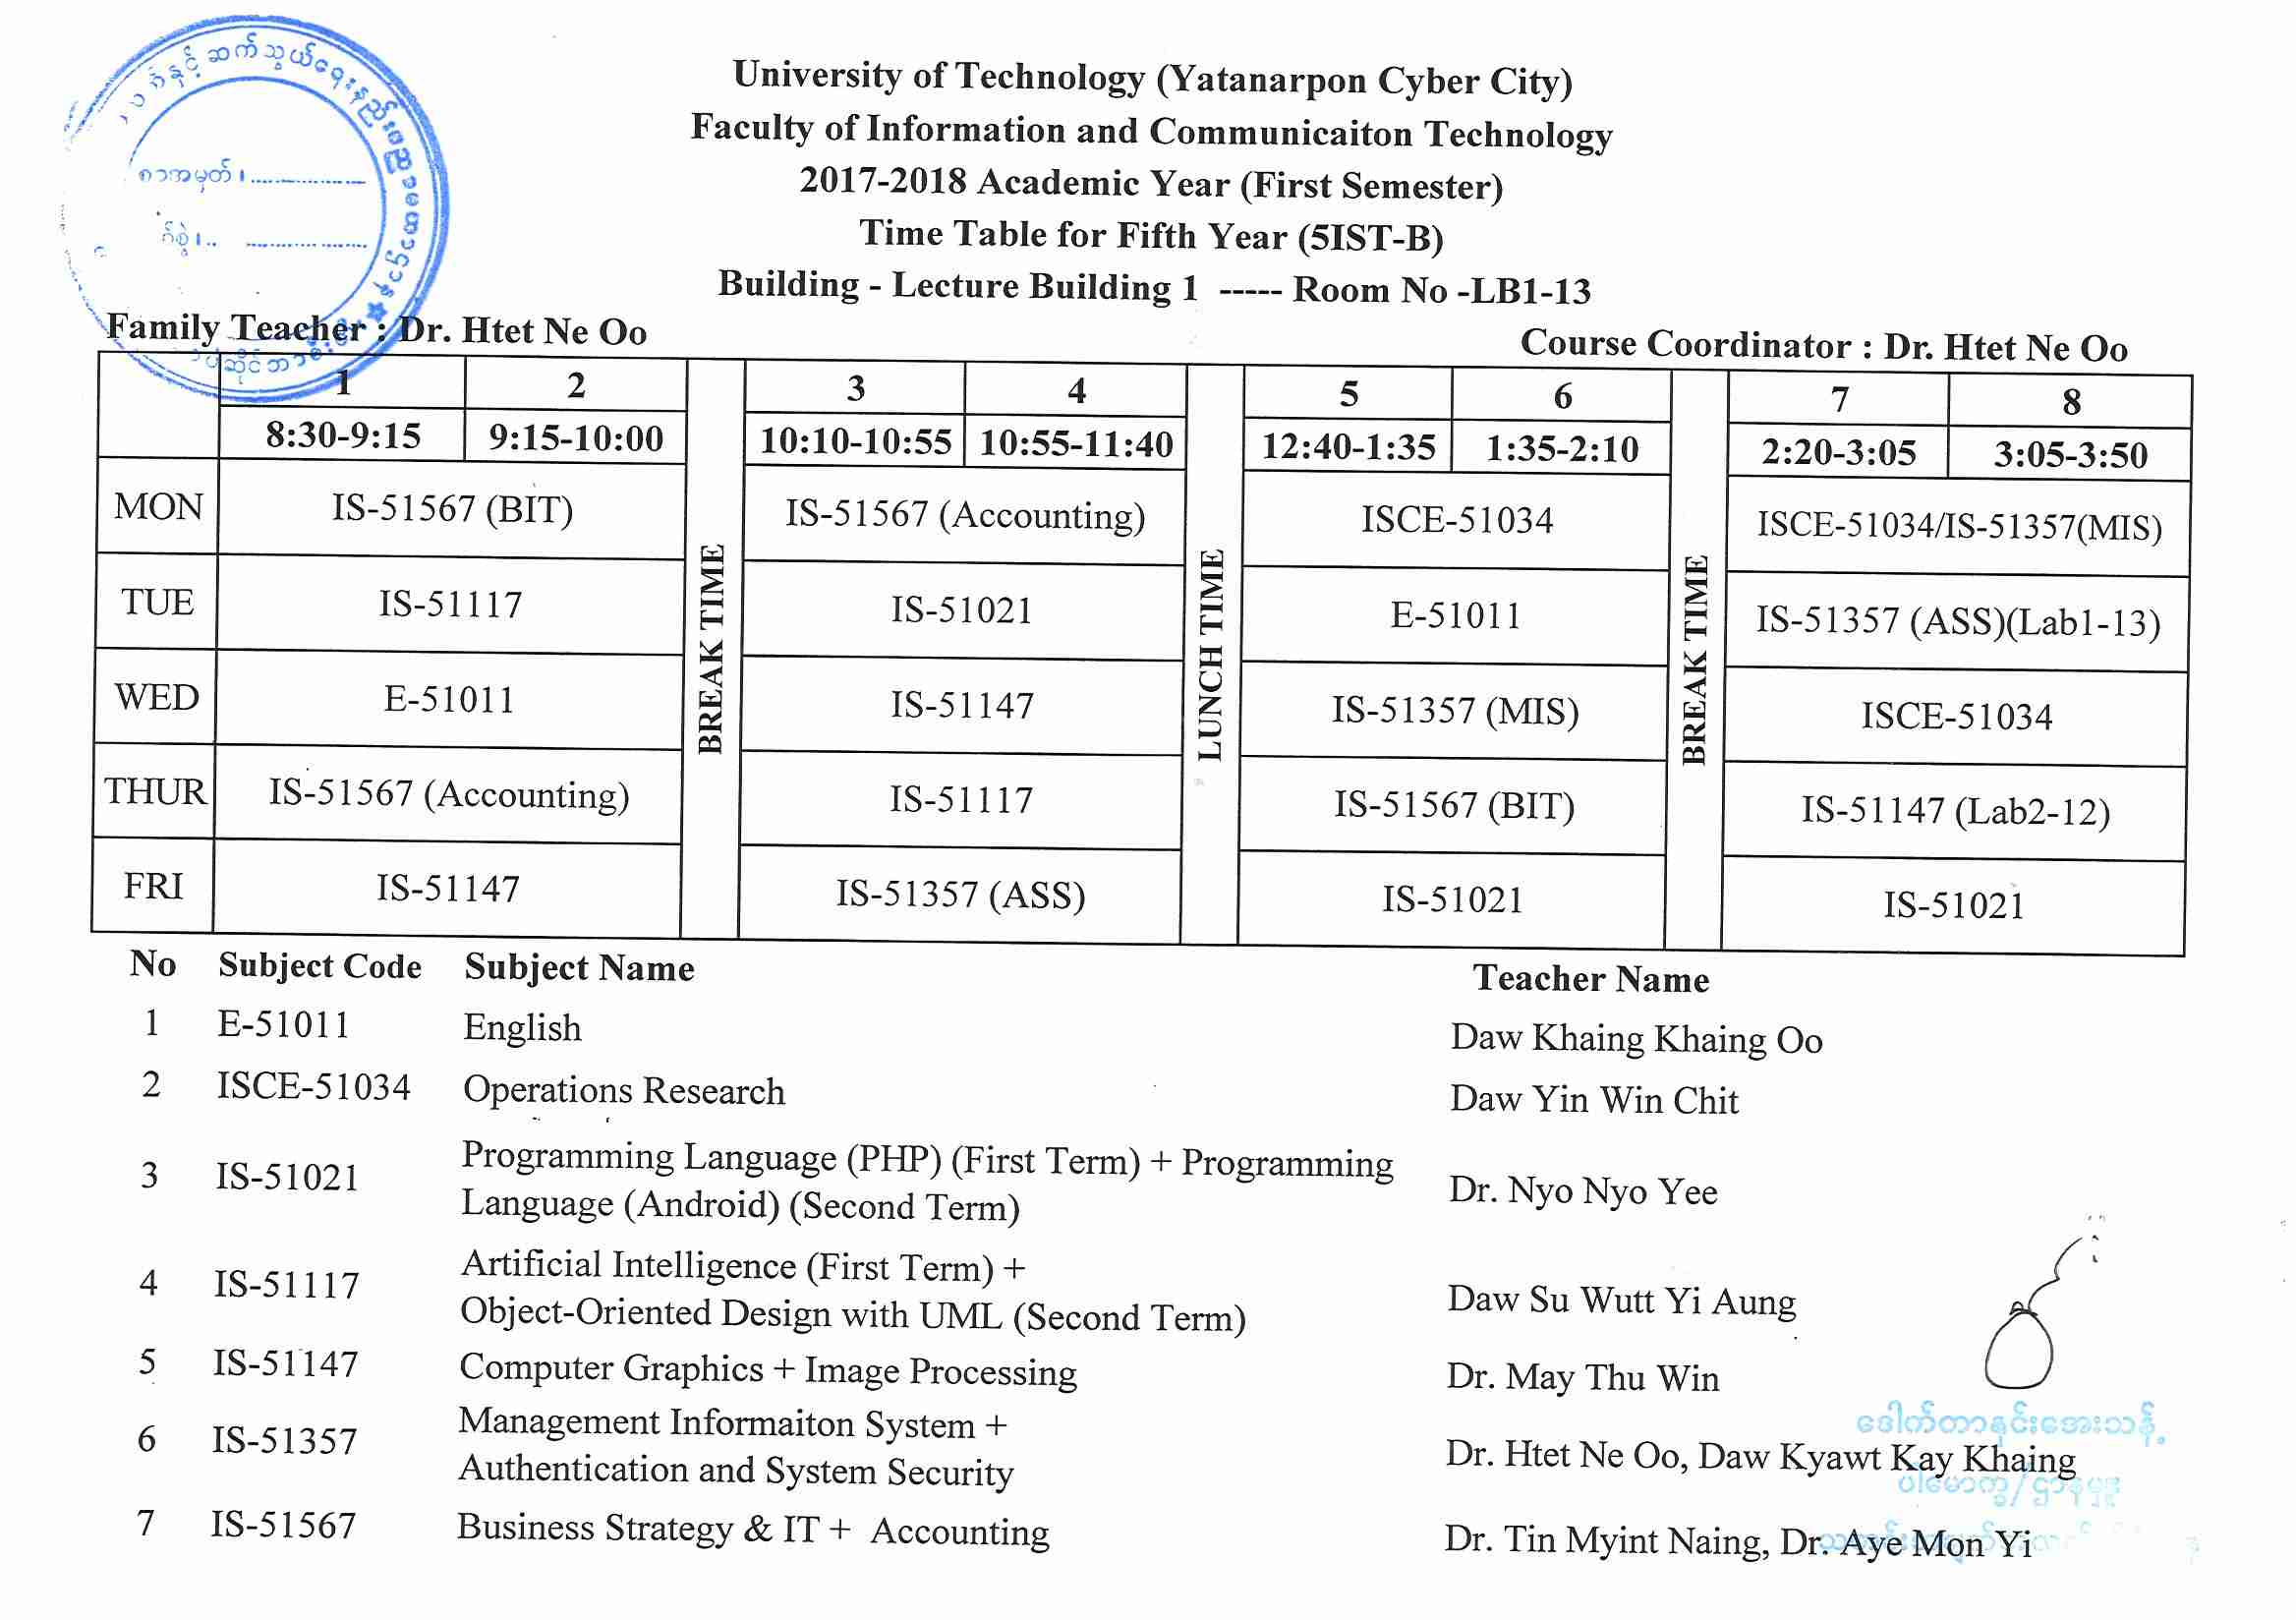 University of Technology (Yatanarpon Cyber City)
Faculty of Information and Communicaiton Technology
2017-2018 Academic Year (First Semester)
Time Table for Fifth Year (5IST-B)
Building - Lecture Building 1 ----- Room No -LB1-13
စာအမှတ် ၊
Family Teacher : Dr. Htet Ne Oo Course Coordinator : Dr. Htet Ne Oo
1 2 3 4 5 6 7 8
8:30-9:15 9:15-10:00 10:10-10:55 10:55-11:40 12:40-1:35 1:35-2:10 2:20-3:05 3:05-3:50
BREAK TIME
LUNCH TIME
BREAK TIME
MON IS-51567 (BIT) IS-51567 (Accounting) ISCE-51034 ISCE-51034/IS-51357(MIS)
TUE IS-51117 IS-51021 E-51011 IS-51357 (ASS)(Lab1-13)
WED E-51011 IS-51147 IS-51357 (MIS) ISCE-51034
THUR IS-51567 (Accounting) IS-51117 IS-51567 (BIT) IS-51147 (Lab2-12)
FRI IS-51147 IS-51357 (ASS) IS-51021 IS-51021
No Subject Code Subject Name Teacher Name
1 E-51011 English Daw Khaing Khaing Oo
2 ISCE-51034 Operations Research Daw Yin Win Chit
3 IS-51021 Programming Language (PHP) (First Term) + Programming
Language (Android) (Second Term) Dr. Nyo Nyo Yee
4 IS-51117 Artificial Intelligence (First Term) +
Object-Oriented Design with UML (Second Term) Daw Su Wutt Yi Aung
5 IS-51147 Computer Graphics + Image Processing Dr. May Thu Win
6 IS-51357 Management Informaiton System +
Authentication and System Security Dr. Htet Ne Oo, Daw Kyawt Kay Khaing
7 IS-51567 Business Strategy & IT + Accounting Dr. Tin Myint Naing, Dr. Aye Mon Yi
ဒေါက်တာနှင်းအေးသန့်
ပါမောက္ခ/ဌာနမှူး